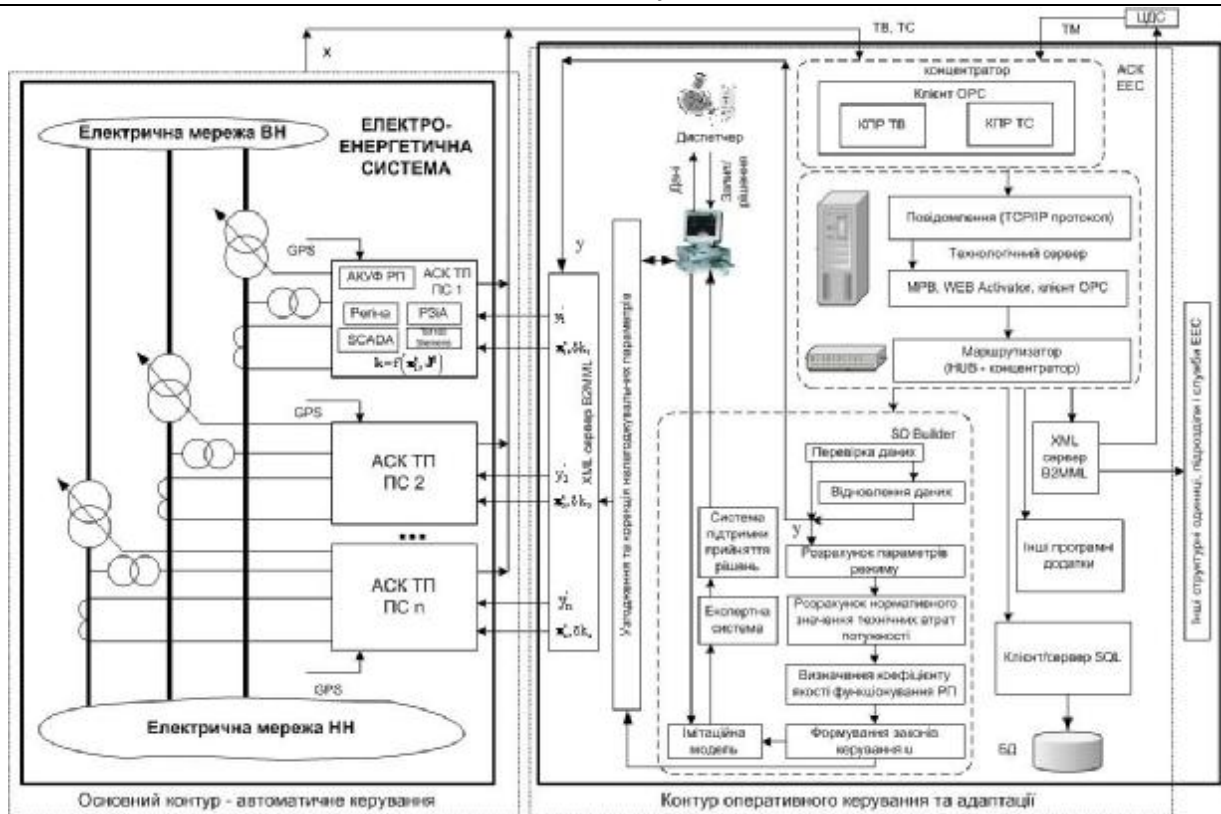 x
ТВ, ТС
ТМ
ЦДС
Електрична мережа ВН
ЕЛЕКТРО-
ЕНЕРГЕТИЧНА
СИСТЕМА
GPS
АКУФ РП
АСК ТП
ПС 1
Регіна
РЗіА
SCADA
GPS
АСК ТП
ПС 2
...
АСК ТП
ПС n
GPS
Електрична мережа НН
Основний контур - автоматичне керування
y
XML сервер B2MML
Узгодження та корекція налагоджувальних параметрів
Диспетчер
Дані
Запит/
рішення
концентратор
АСК
ЕЕС
Клієнт ОРС
КПР ТВ
КПР ТС
Повідомлення (TCP/IP протокол)
Технологічний сервер
МРВ, WEB Activator, клієнт ОРС
Маршрутизатор
(HUB - концентратор)
SD Builder
Перевірка даних
Відновлення даних
y
Розрахунок параметрів
режиму
Розрахунок нормативного
значення технічних втрат
потужності
Визначення коефіцієнту
якості функціонування РП
Формування законів
керування u
Система
підтримки
прийняття
рішень
Експертна
система
Імітаційна
модель
XML
сервер
B2MML
Інші програмні
додатки
Клієнт/сервер SQL
БД
Інші структурні одиниці, підрозділи і служби ЕЕС
Контур оперативного керування та адаптації